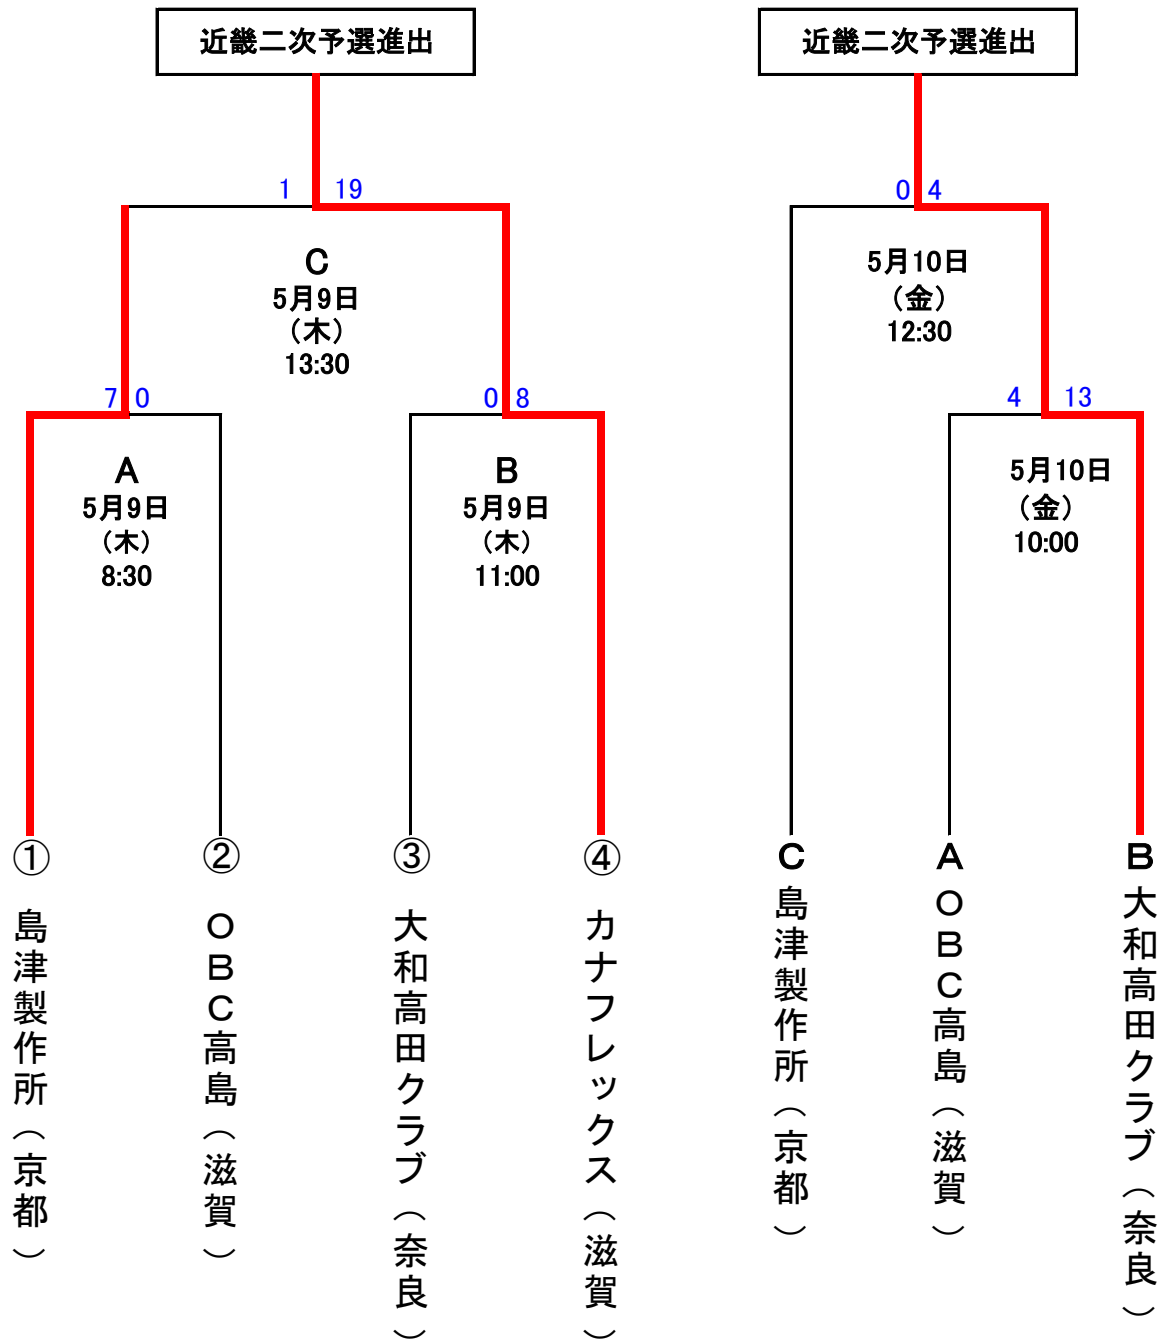 近畿二次予選進出
1 19
C
5月9日
（木）
13:30
7 0
A
5月9日
（木）
8:30
0 8
B
5月9日
（木）
11:00
① 島津製作所（京都）
② ＯＢＣ高島（滋賀）
③ 大和高田クラブ（奈良）
④ カナフレックス（滋賀）
近畿二次予選進出
0 4
5月10日
（金）
12:30
4 13
5月10日
（金）
10:00
C 島津製作所（京都）
A ＯＢＣ高島（滋賀）
B 大和高田クラブ（奈良）